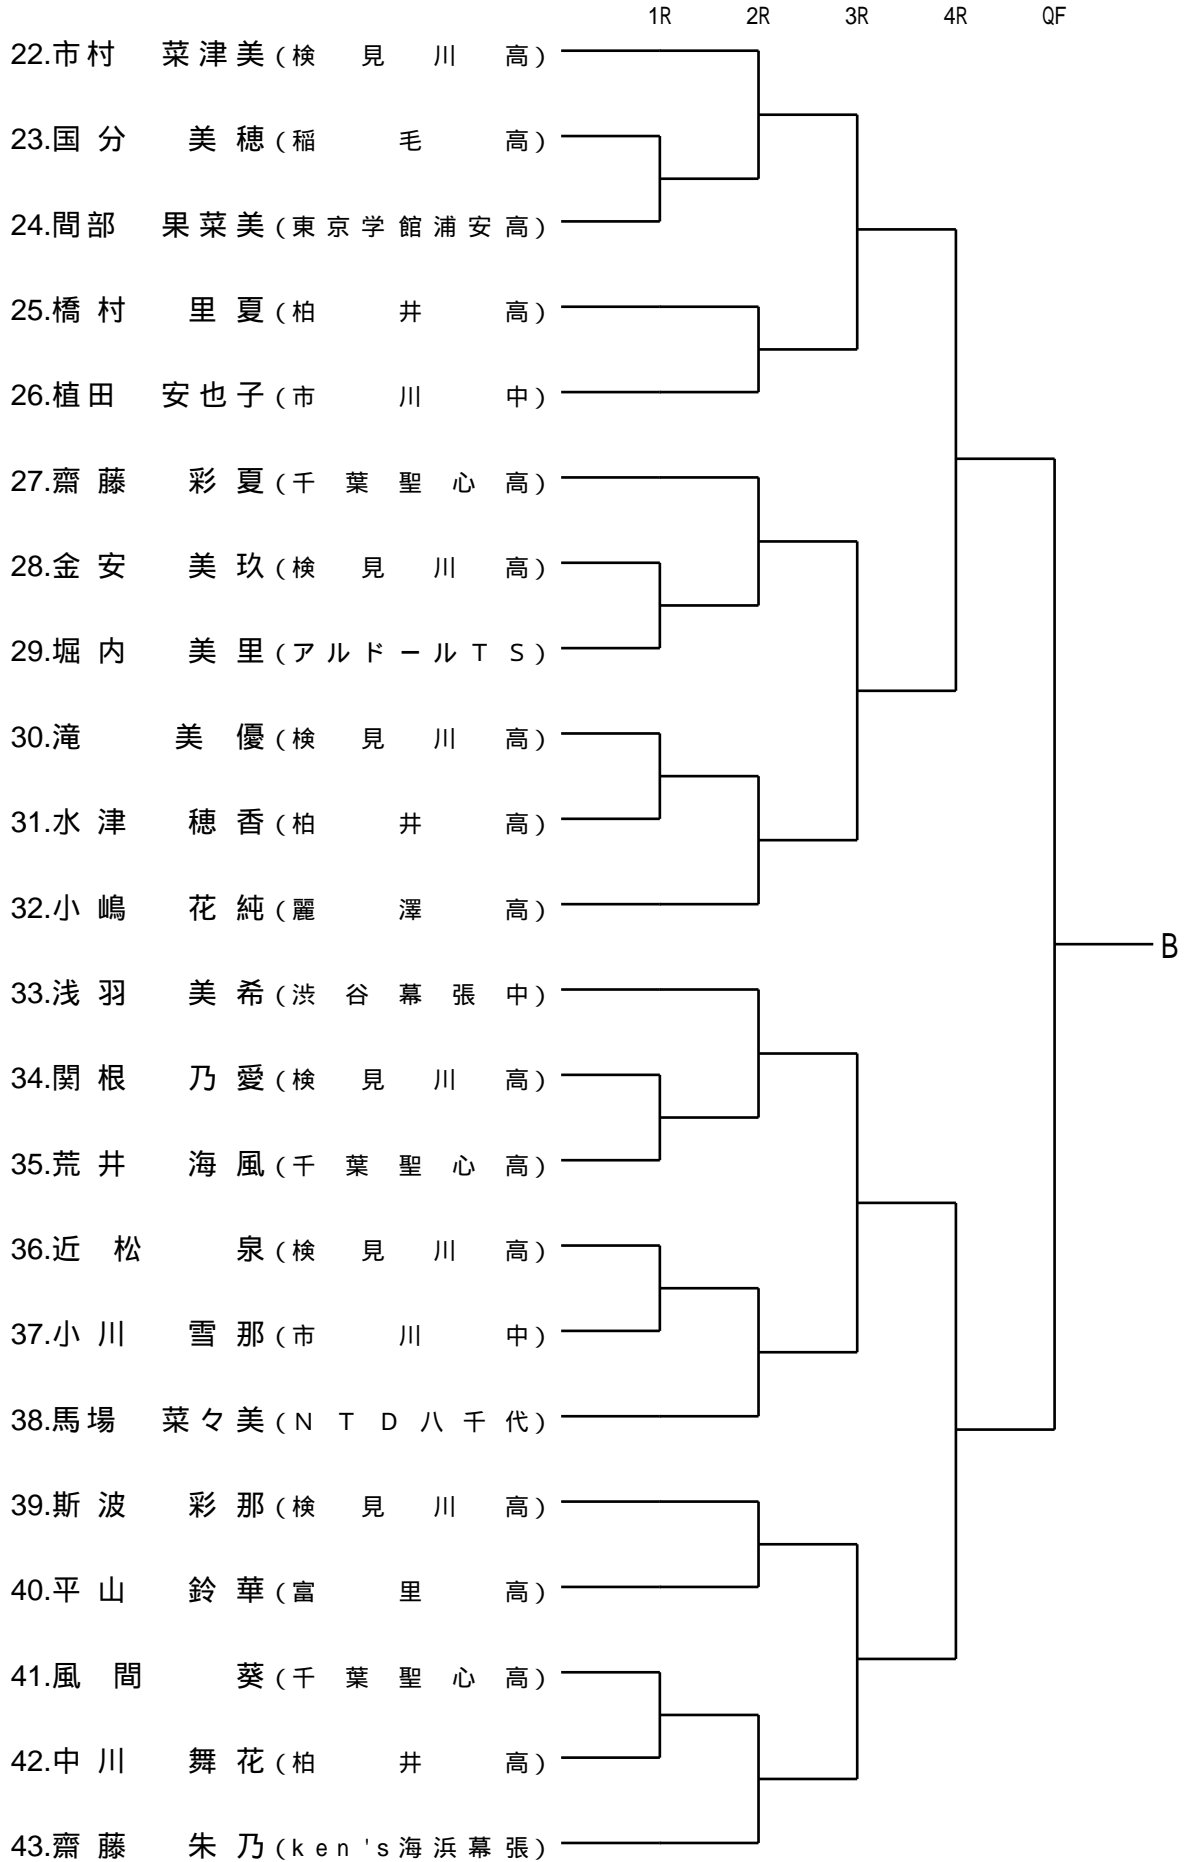 1R 2R 3R 4R QF
22.市村 菜津美(検見川高)
23.国分 美穂(稲毛高)
24.間部 果菜美(東京学館浦安高)
25.橋村 里夏(柏井高)
26.植田 安也子(市川中)
27.齋藤 彩夏(千葉聖心高)
28.金安 美玖(検見川高)
29.堀内 美里(アルドールTS)
30.滝 美優(検見川高)
31.水津 穂香(柏井高)
32.小嶋 花純(麗澤高)
B
33.浅羽 美希(渋谷幕張中)
34.関根 乃愛(検見川高)
35.荒井 海風(千葉聖心高)
36.近松 泉(検見川高)
37.小川 雪那(市川中)
38.馬場 菜々美(NTD八千代)
39.斯波 彩那(検見川高)
40.平山 鈴華(富里高)
41.風間 葵(千葉聖心高)
42.中川 舞花(柏井高)
43.齋藤 朱乃(ken's海浜幕張)